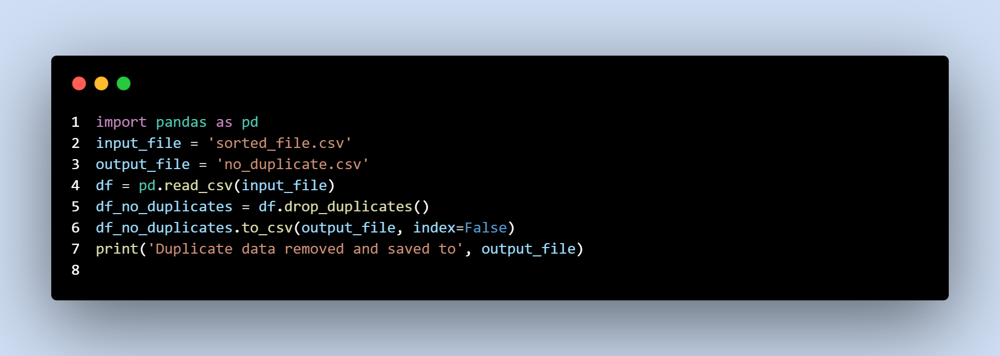 1 import pandas as pd
2 input_file = 'sorted_file.csv'
3 output_file = 'no_duplicate.csv'
4 df = pd.read_csv(input_file)
5 df_no_duplicates = df.drop_duplicates()
6 df_no_duplicates.to_csv(output_file, index=False)
7 print('Duplicate data removed and saved to', output_file)
8